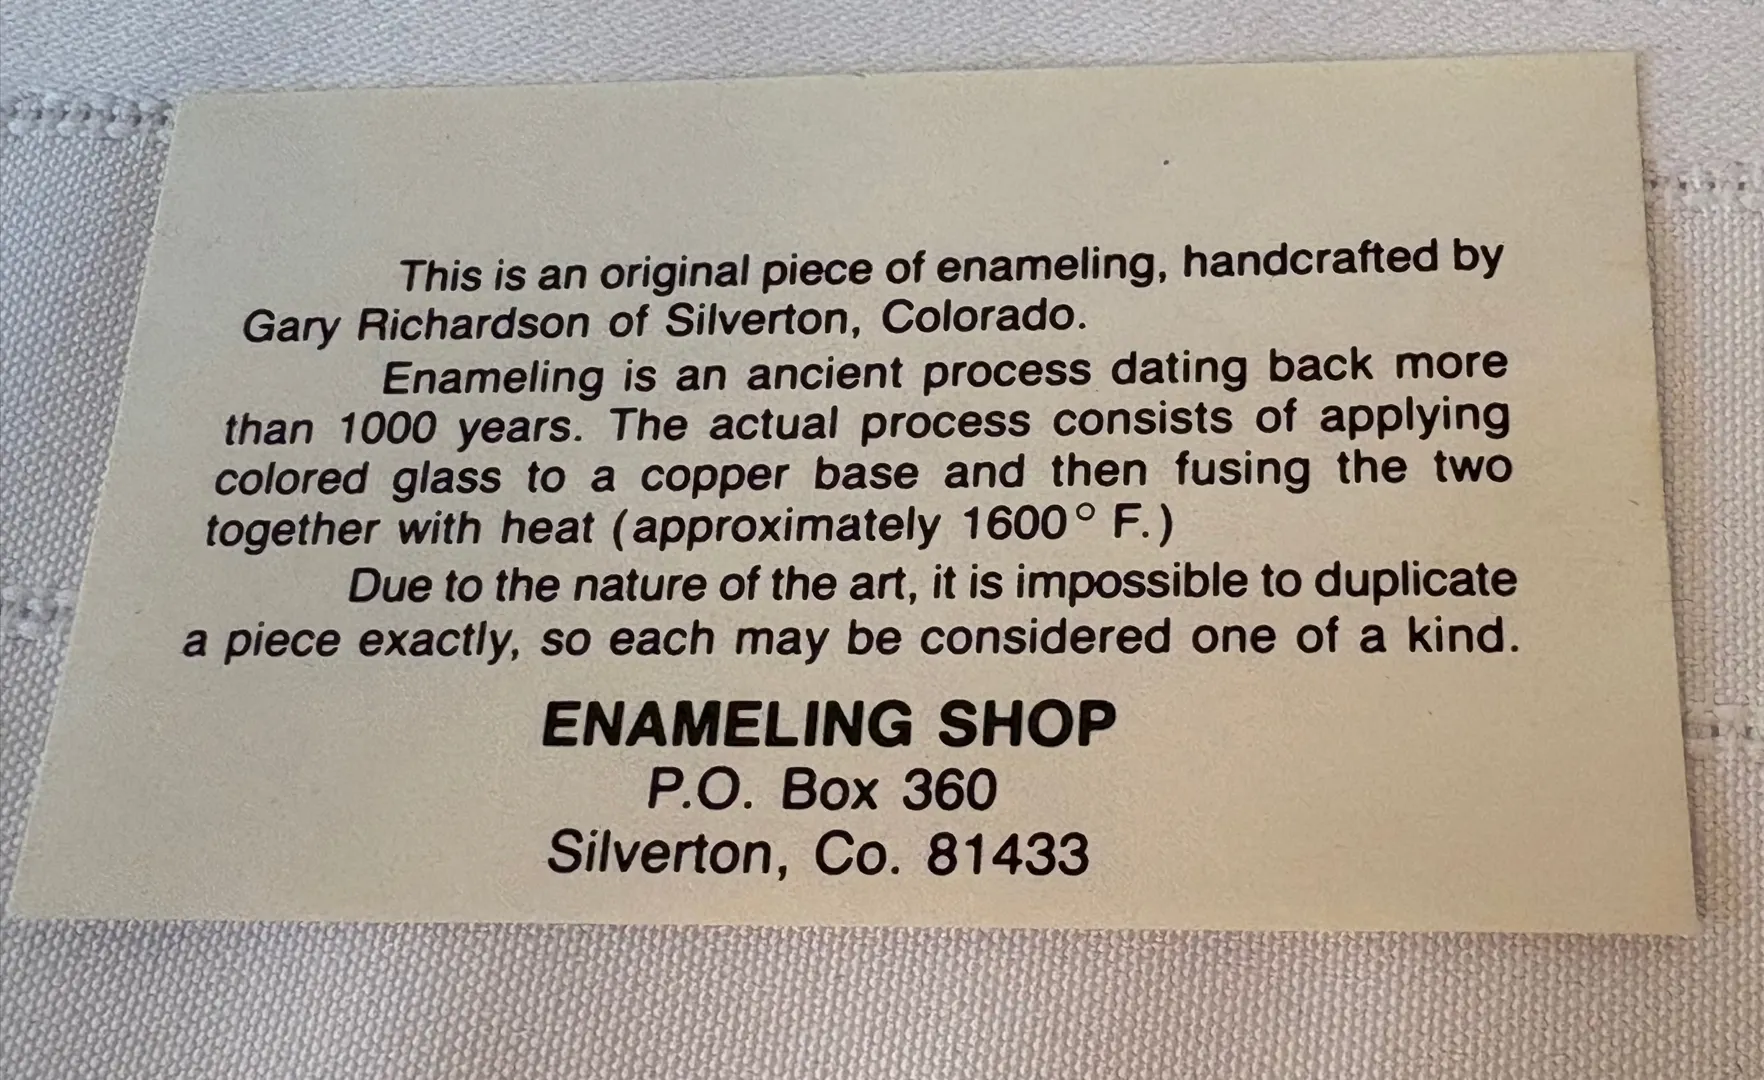 This is an original piece of enameling, handcrafted by
Gary Richardson of Silverton, Colorado.
Enameling is an ancient process dating back more
than 1000 years. The actual process consists of applying
colored glass to a copper base and then fusing the two
together with heat (approximately 1600° F.)
Due to the nature of the art, it is impossible to duplicate
a piece exactly, so each may be considered one of a kind.
ENAMELING SHOP
P.O. Box 360
Silverton, Co. 81433